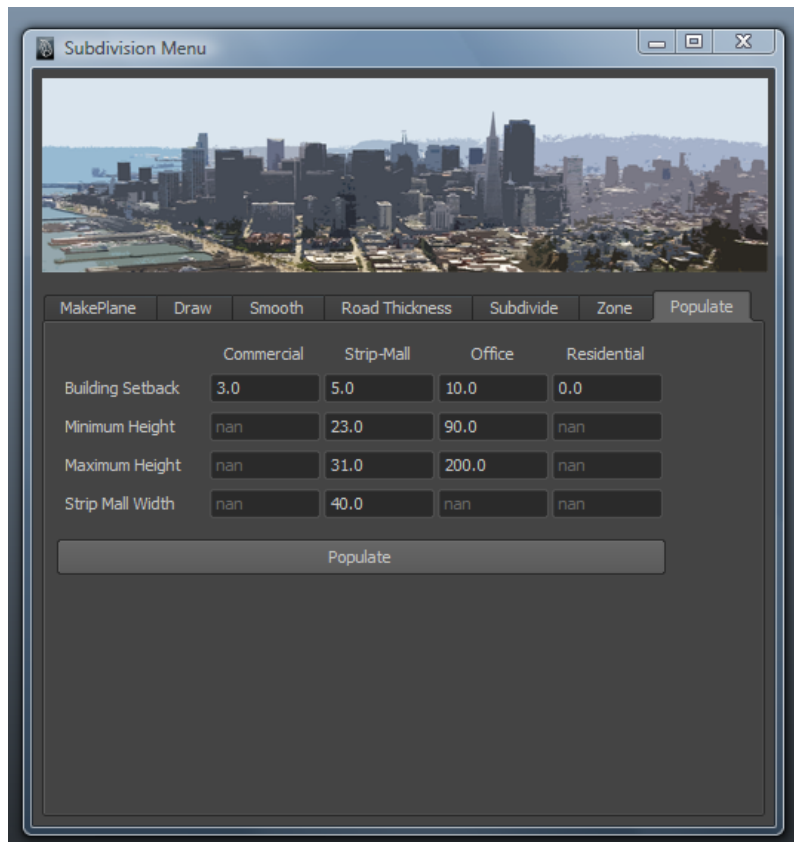 Subdivision Menu
MakePlane Draw Smooth Road Thickness Subdivide Zone Populate
Commercial Strip-Mall Office Residential
Building Setback 3.0 5.0 10.0 0.0
Minimum Height nan 23.0 90.0 nan
Maximum Height nan 31.0 200.0 nan
Strip Mall Width nan 40.0 nan nan
Populate